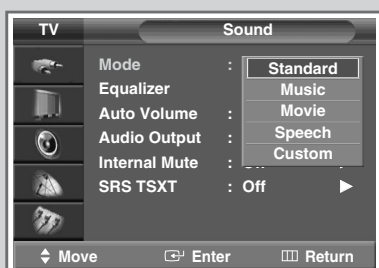 TV Sound
Mode : Standard
Equalizer Music
Auto Volume : Movie
Audio Output : Speech
Internal Mute : Custom
SRS TSXT : Off
Move Enter Return